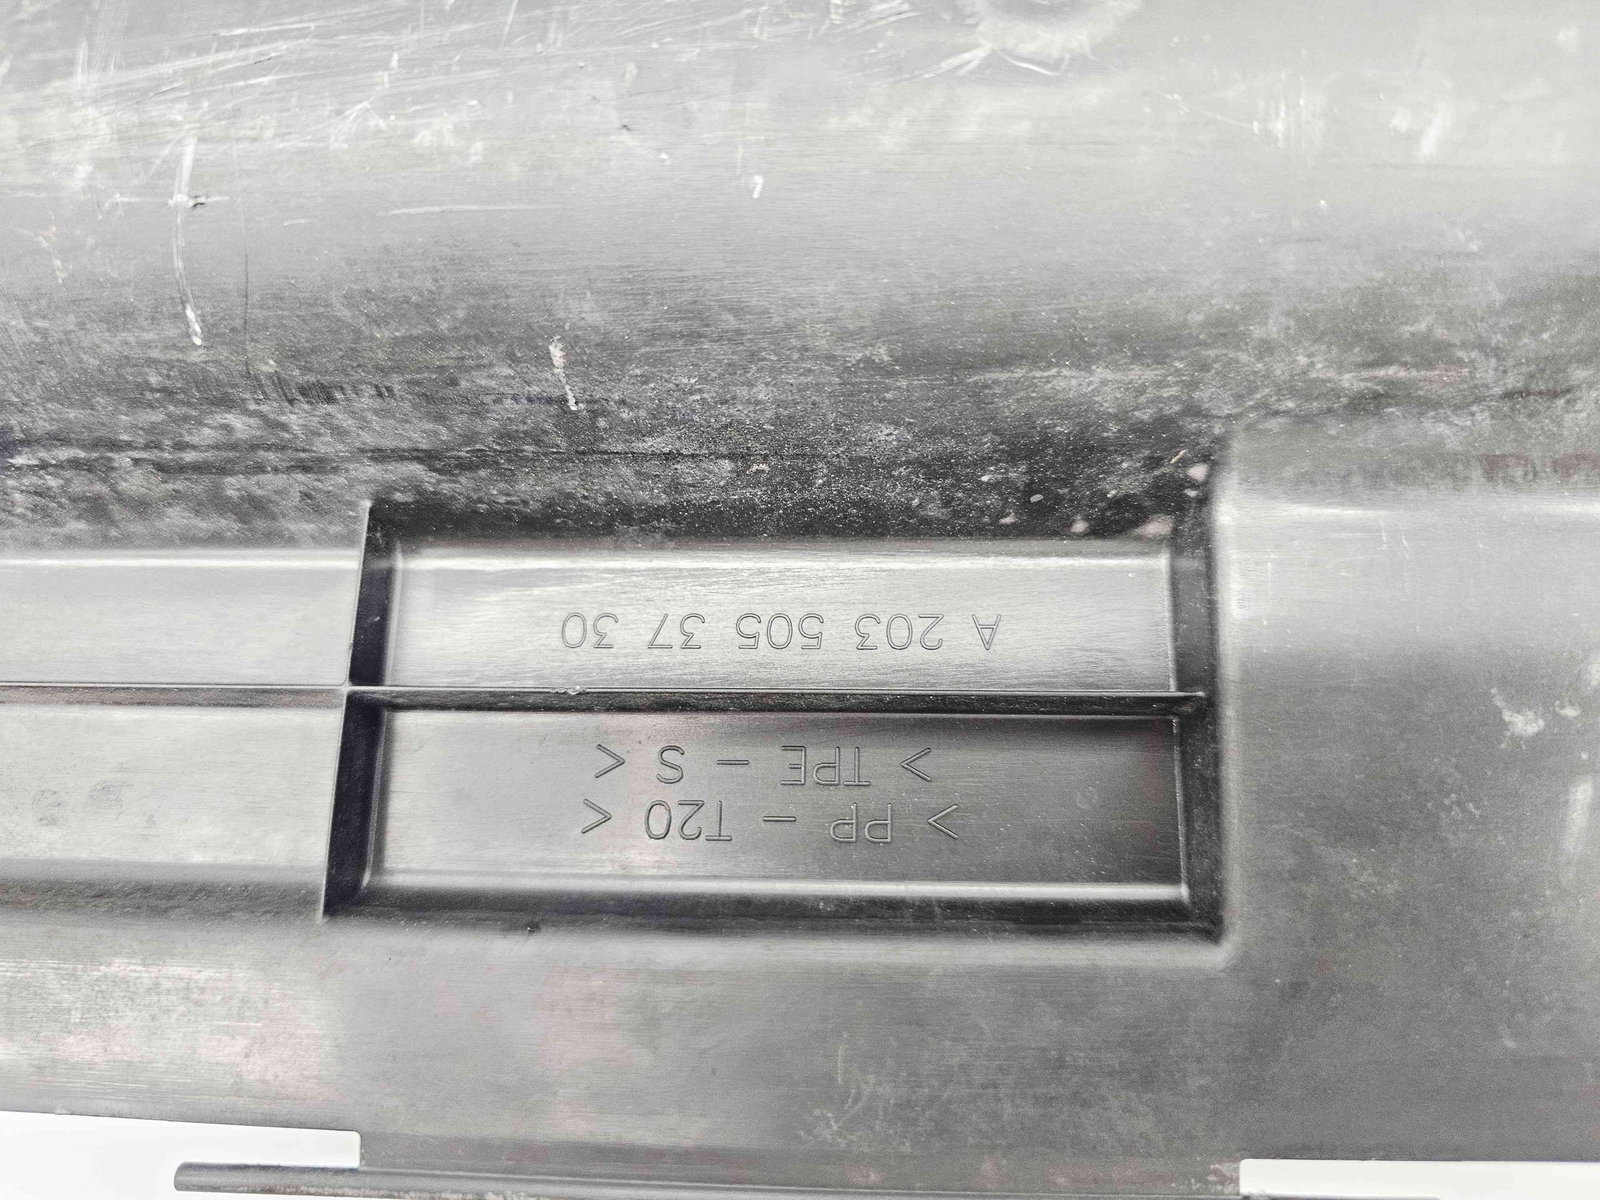 > PP - T20 <
> TPE - S <
A 203 505 37 30